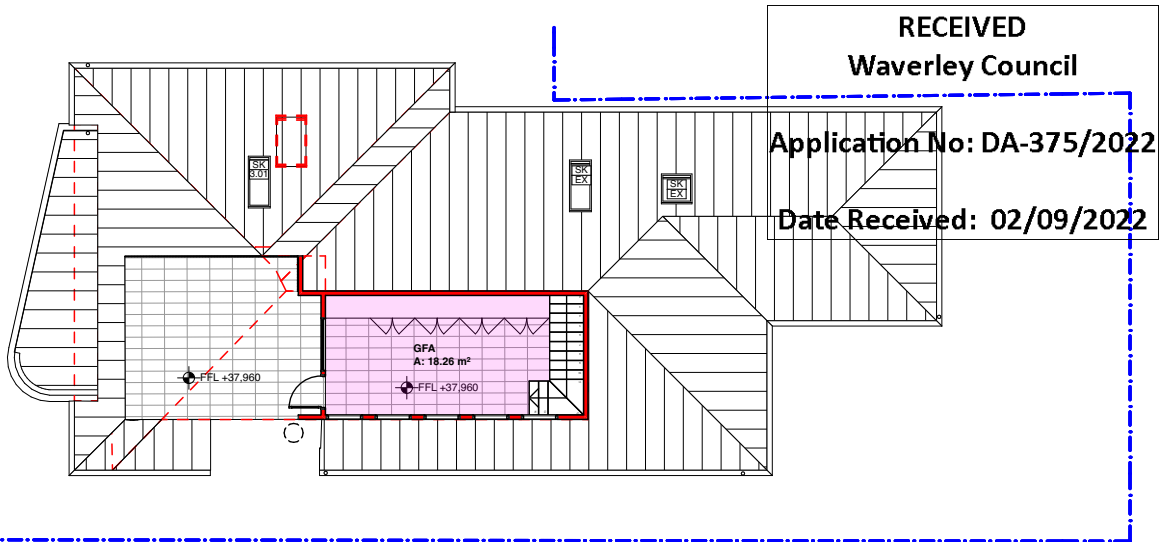 RECEIVED
Waverley Council
Application No: DA-375/2022
Date Received: 02/09/2022
SK
3.01
SK
EX
SK
EX
GFA
A: 18.26 m²
FFL +37,960
FFL +37,960